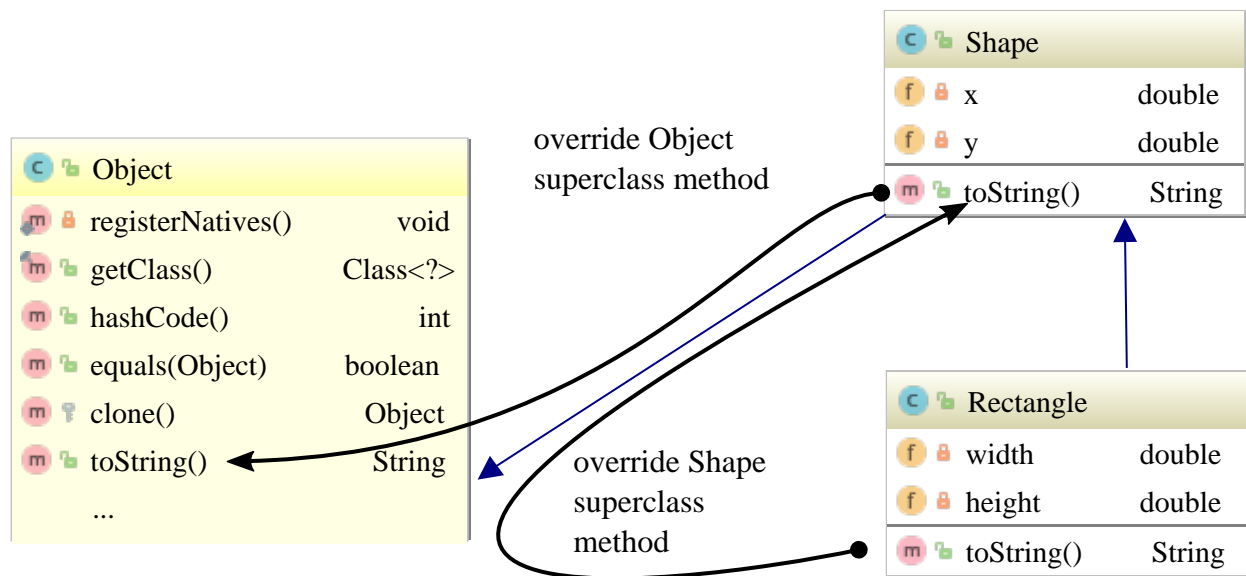 C Shape
f x double
f y double
m toString() String
override Object
superclass method
C Object
m registerNatives() void
m getClass() Class<?>
m hashCode() int
m equals(Object) boolean
m clone() Object
m toString() String
...
override Shape
superclass
method
C Rectangle
f width double
f height double
m toString() String